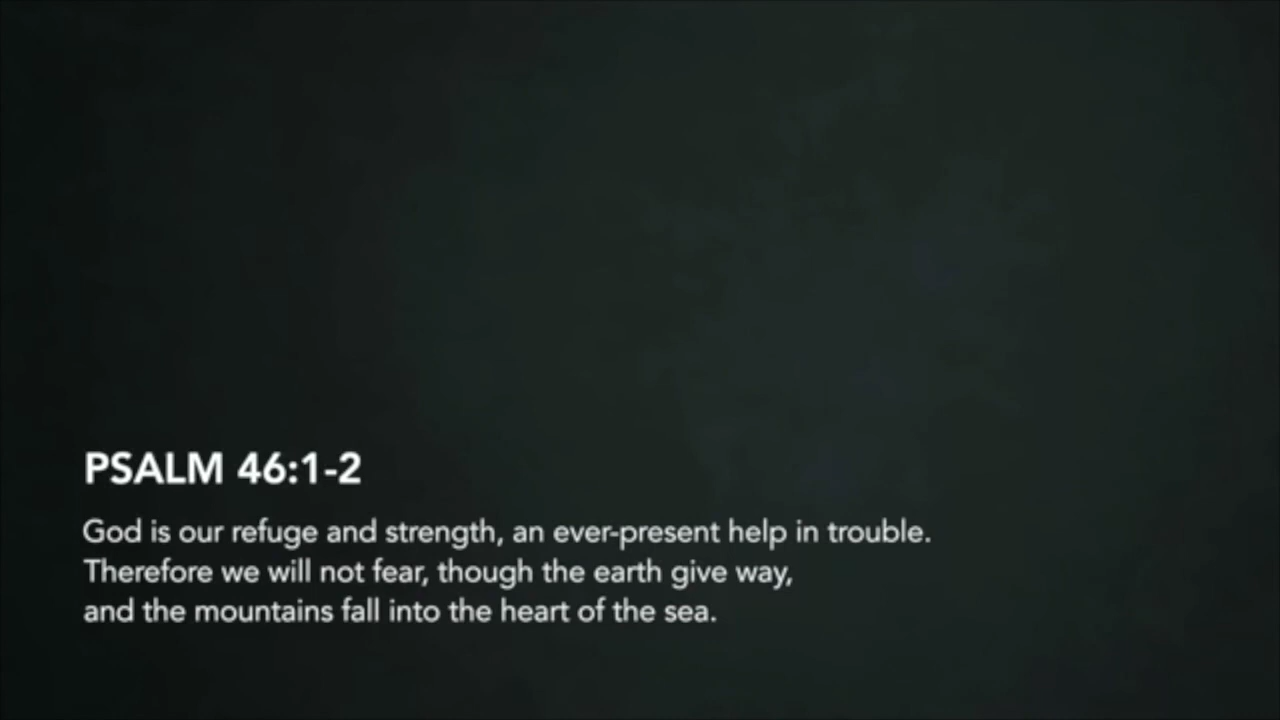 PSALM 46:1-2
God is our refuge and strength, an ever-present help in trouble.
Therefore we will not fear, though the earth give way,
and the mountains fall into the heart of the sea.